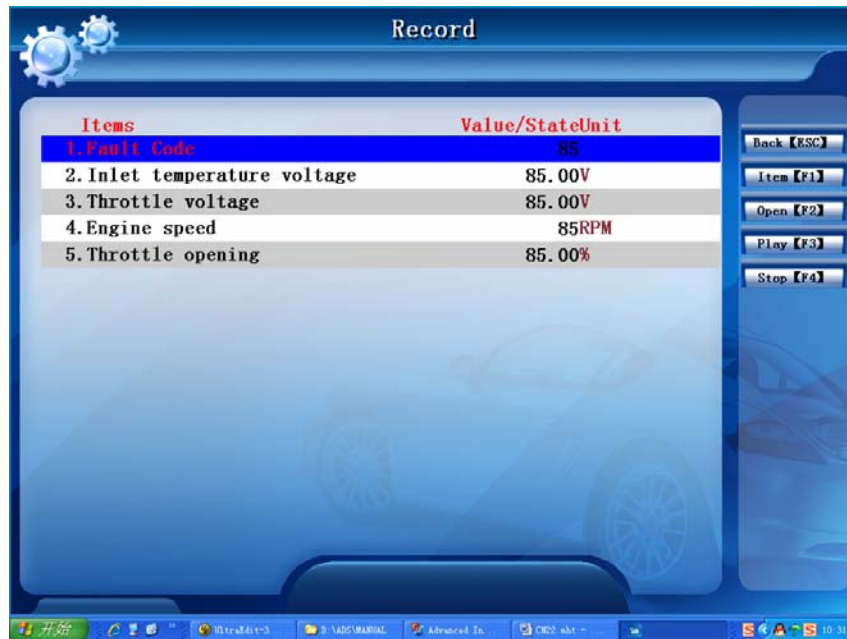 Record
Items Value/StateUnit
1.Fault Code 85
2.Inlet temperature voltage 85.00V
3.Throttle voltage 85.00V
4.Engine speed 85RPM
5.Throttle opening 85.00%
Back【ESC】
Item【F1】
Open【F2】
Play【F3】
Stop【F4】
开始 UltraEdit-3... D:\ADS\MANUAL Advanced In... 10:31